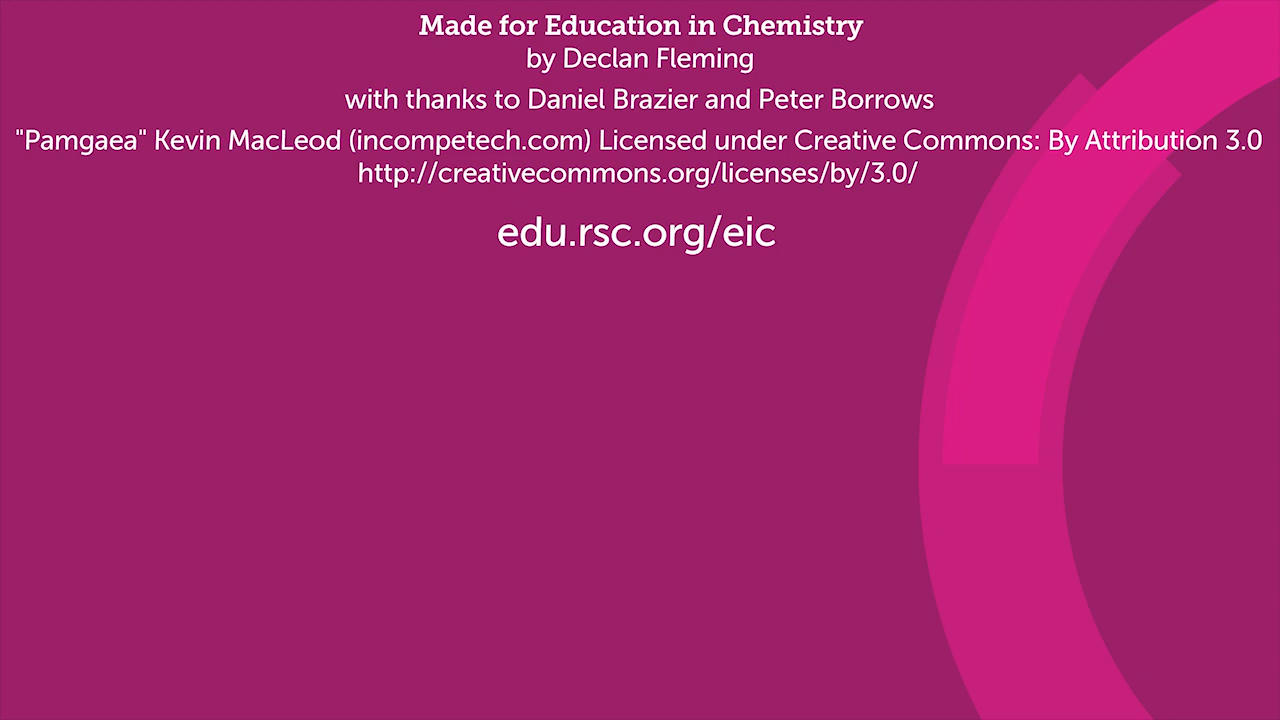 Made for Education in Chemistry
by Declan Fleming
with thanks to Daniel Brazier and Peter Borrows
"Pamgaea" Kevin MacLeod (incompetech.com) Licensed under Creative Commons: By Attribution 3.0
http://creativecommons.org/licenses/by/3.0/
edu.rsc.org/eic